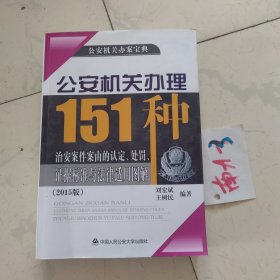 公安机关办案宝典
公安机关办理
151种
治安案件案由的认定、处罚、
证据标准与法律适用图解
(2015版)
刘宏斌
王树民
编著
中国人民公安大学出版社